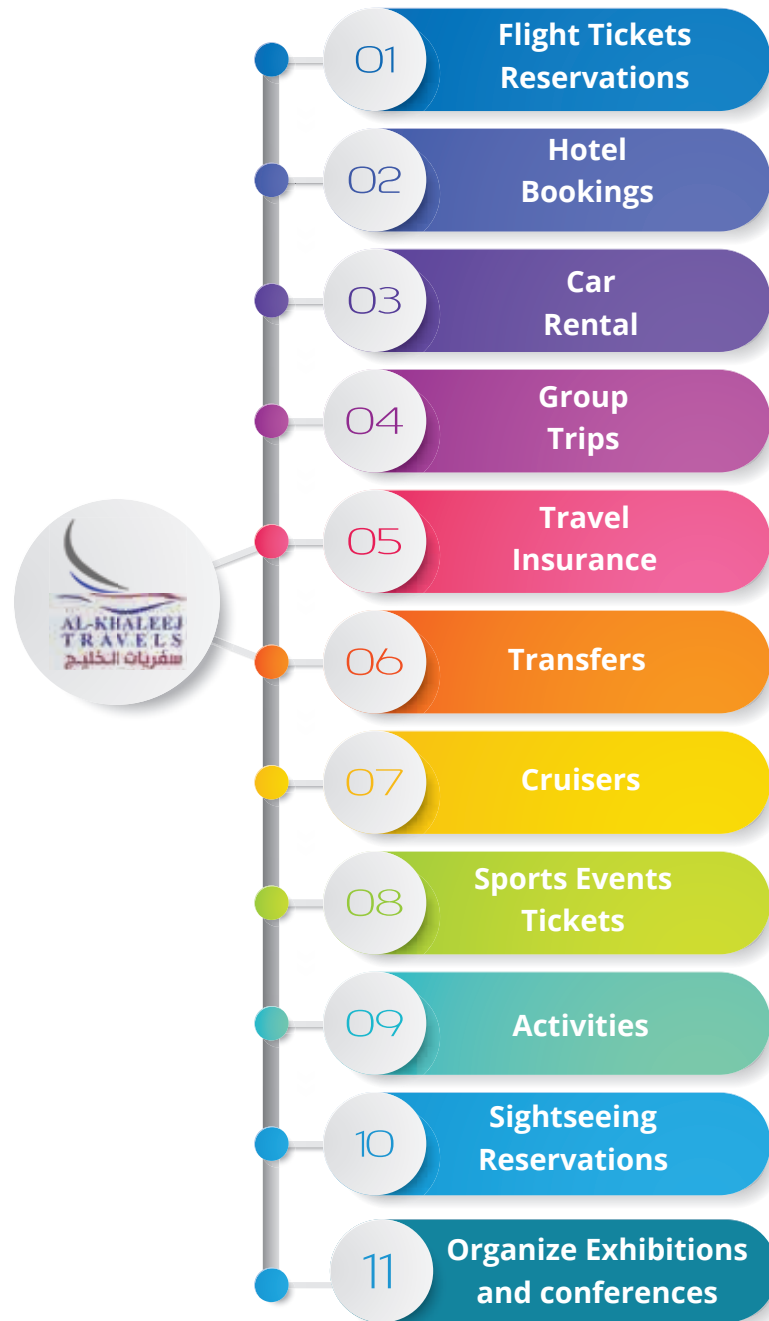 01
Flight Tickets
Reservations
02
Hotel
Bookings
03
Car
Rental
04
Group
Trips
05
Travel
Insurance
AL-KHALEEJ
TRAVELS
سفريات الخليج
06
Transfers
07
Cruisers
08
Sports Events
Tickets
09
Activities
10
Sightseeing
Reservations
11
Organize Exhibitions
and conferences